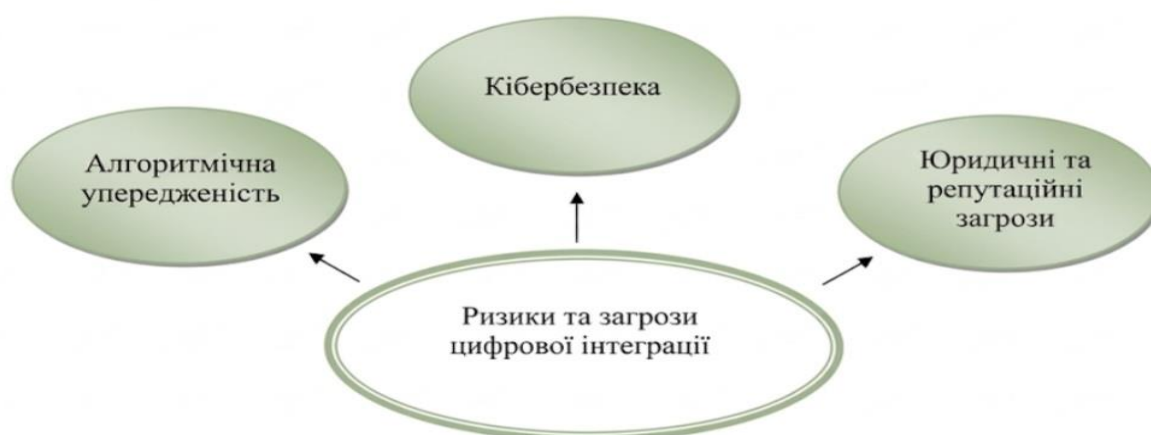 Кібербезпека
Алгоритмічна
упередженість
Юридичні та
репутаційні
загрози
Ризики та загрози
цифрової інтеграції